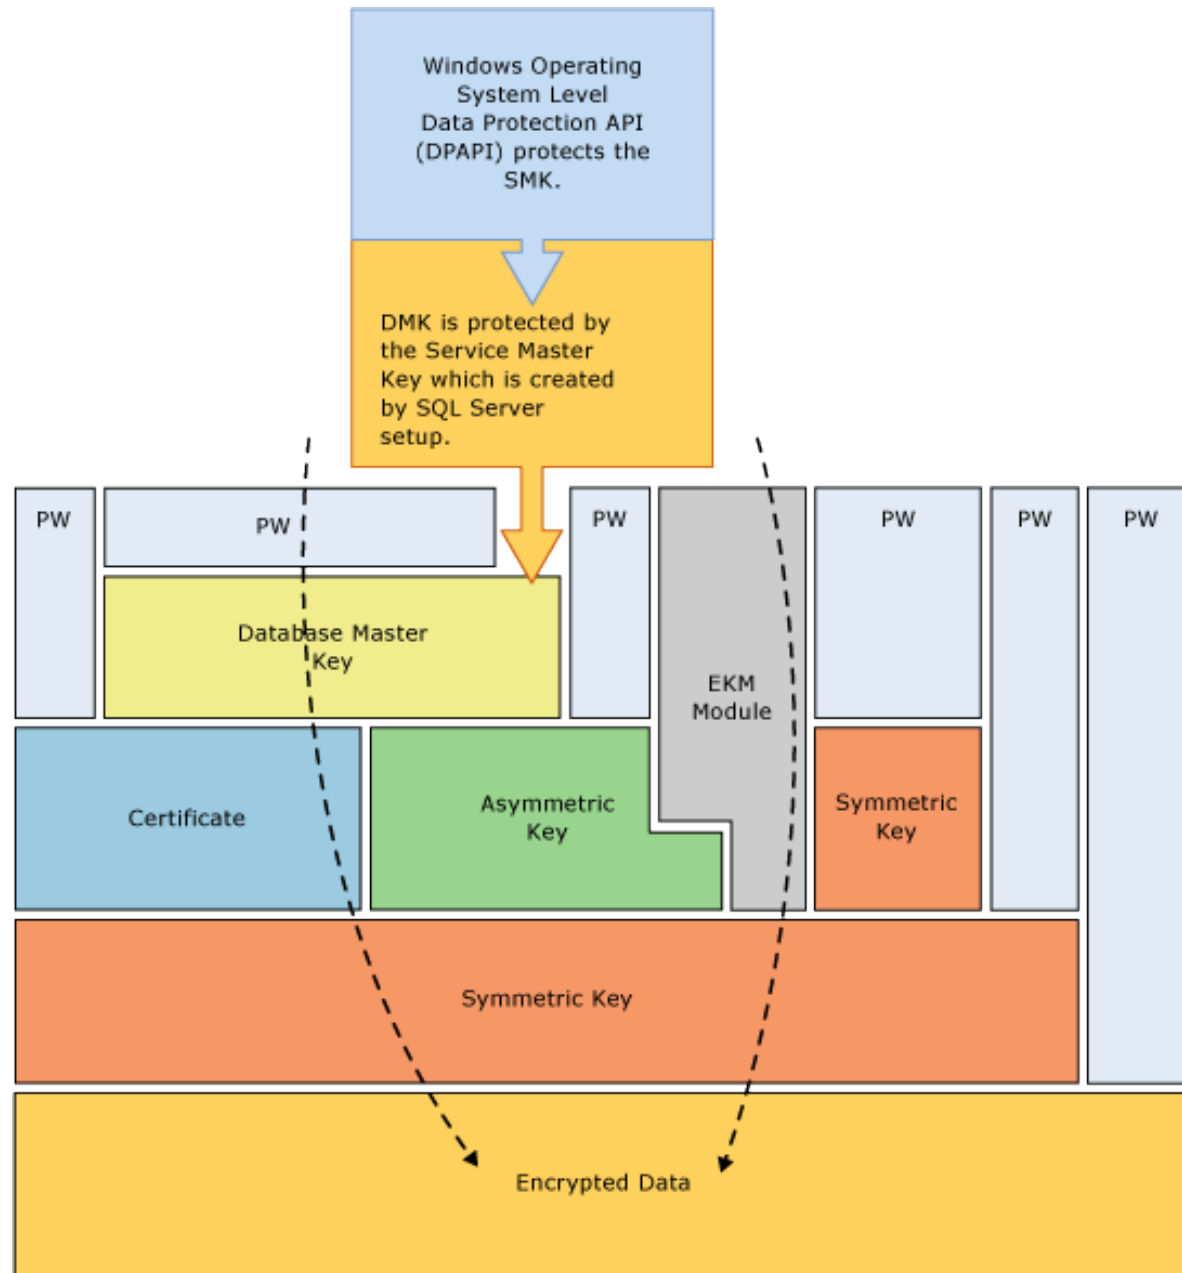 Windows Operating
System Level
Data Protection API
(DPAPI) protects the
SMK.
DMK is protected by
the Service Master
Key which is created
by SQL Server
setup.
PW
PW
PW
PW
PW
PW
Database Master
Key
EKM
Module
Certificate
Asymmetric
Key
Symmetric
Key
Symmetric Key
Encrypted Data